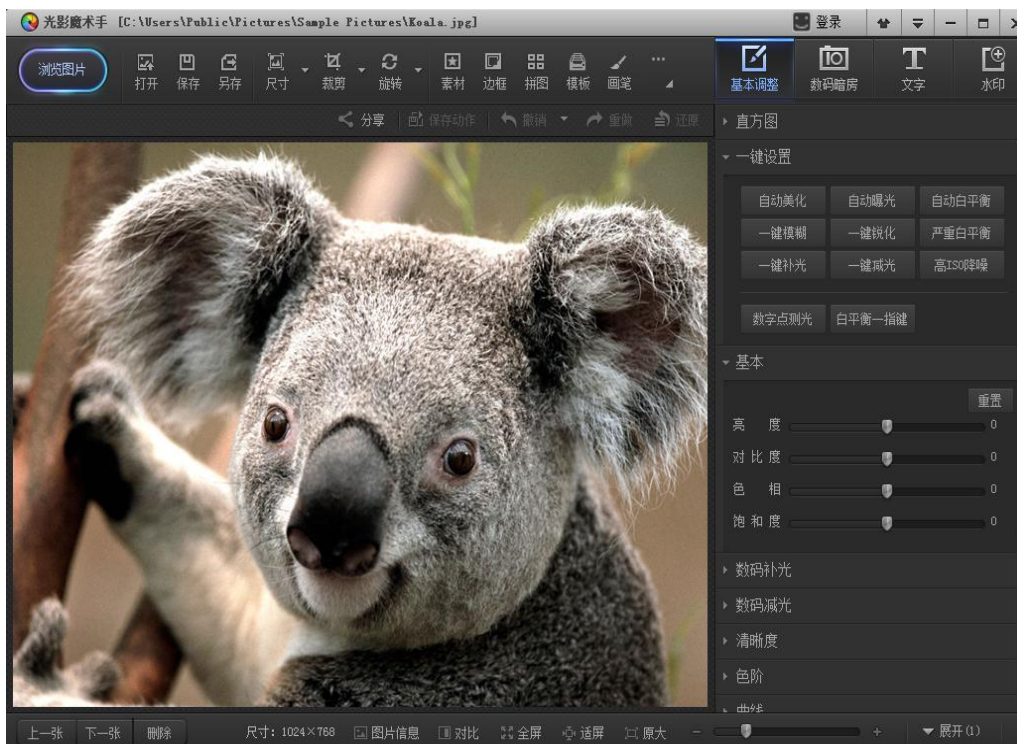 光影魔术手 [C:\Users\Public\Pictures\Sample Pictures\Koala.jpg] 登录
浏览图片 打开 保存 另存 尺寸 裁剪 旋转 素材 边框 拼图 模板 画笔 ... 基本调整 数码暗房 文字 水印
分享 保存动作 撤销 重做 还原
直方图
一键设置
自动美化 自动曝光 自动白平衡
一键模糊 一键锐化 严重白平衡
一键补光 一键减光 高ISO降噪
数字点测光 白平衡一指键
基本
重置
亮 度 0
对比度 0
色 相 0
饱和度 0
数码补光
数码减光
清晰度
色阶
曲线
上一张 下一张 删除 尺寸: 1024×768 图片信息 对比 全屏 适屏 原大 - + 展开(1)